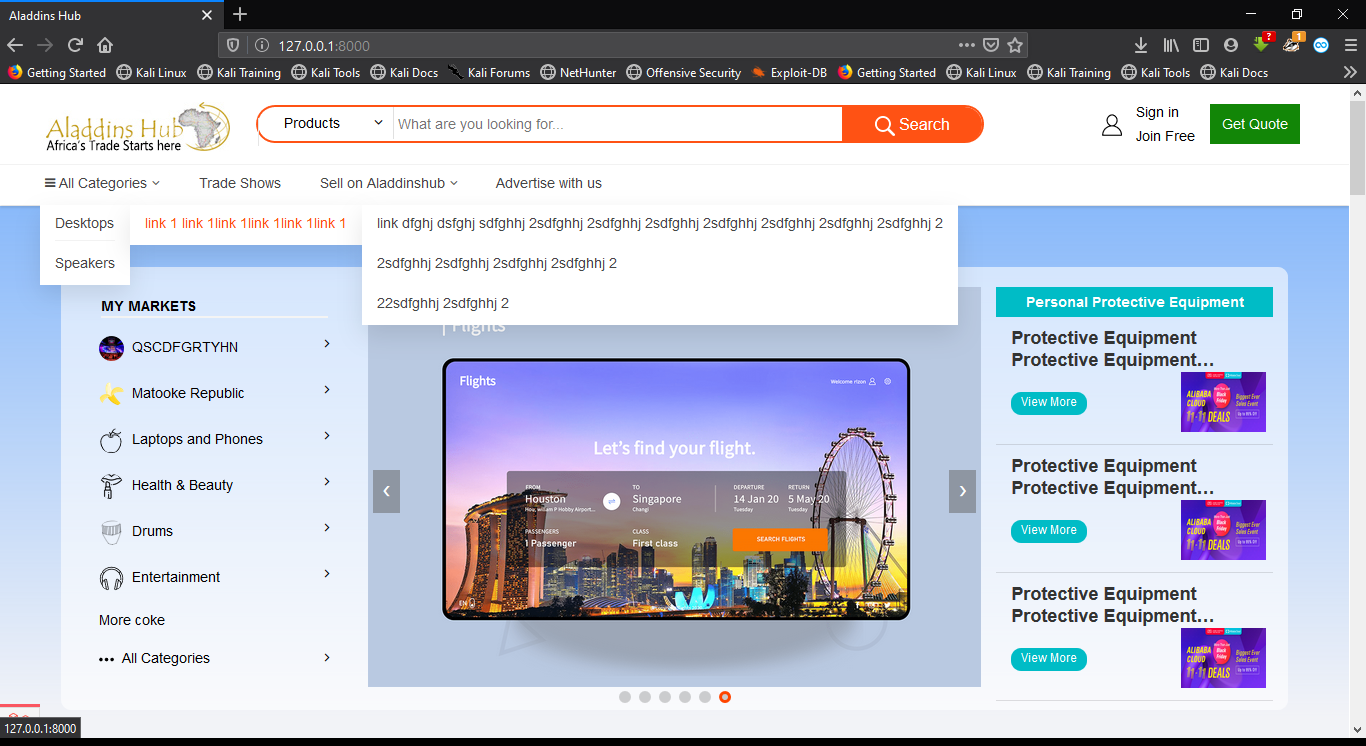 Aladdins Hub
127.0.0.1:8000
Getting Started Kali Linux Kali Training Kali Tools Kali Docs Kali Forums NetHunter Offensive Security Exploit-DB Getting Started Kali Linux Kali Training Kali Tools Kali Docs
Aladdins Hub
Africa's Trade Starts here
Products
What are you looking for...
Search
Sign in
Join Free
Get Quote
All Categories Trade Shows Sell on Aladdinshub Advertise with us
Desktops
Speakers
link 1 link 1link 1link 1link 1link 1
link dfghj dsfghj sdfghhj 2sdfghhj 2sdfghhj 2sdfghhj 2sdfghhj 2sdfghhj 2sdfghhj 2sdfghhj 2
2sdfghhj 2sdfghhj 2sdfghhj 2sdfghhj 2
22sdfghhj 2sdfghhj 2
MY MARKETS
QSCDFGRTYHN
Matooke Republic
Laptops and Phones
Health & Beauty
Drums
Entertainment
More coke
All Categories
| Flights
Flights
Welcome rizon
Let's find your flight.
FROM
Houston
TO
Singapore
Changi
DEPARTURE
14 Jan 20
Tuesday
RETURN
5 May 20
Tuesday
PASSENGERS
1 Passenger
CLASS
First class
SEARCH FLIGHTS
EN
Personal Protective Equipment
Protective Equipment
Protective Equipment...
View More
ALIBABA
CLOUD
11·11 DEALS
Black
Friday
Biggest Ever
Sales Event
Protective Equipment
Protective Equipment...
View More
ALIBABA
CLOUD
11·11 DEALS
Black
Friday
Biggest Ever
Sales Event
Protective Equipment
Protective Equipment...
View More
ALIBABA
CLOUD
11·11 DEALS
Black
Friday
Biggest Ever
Sales Event
127.0.0.1:8000